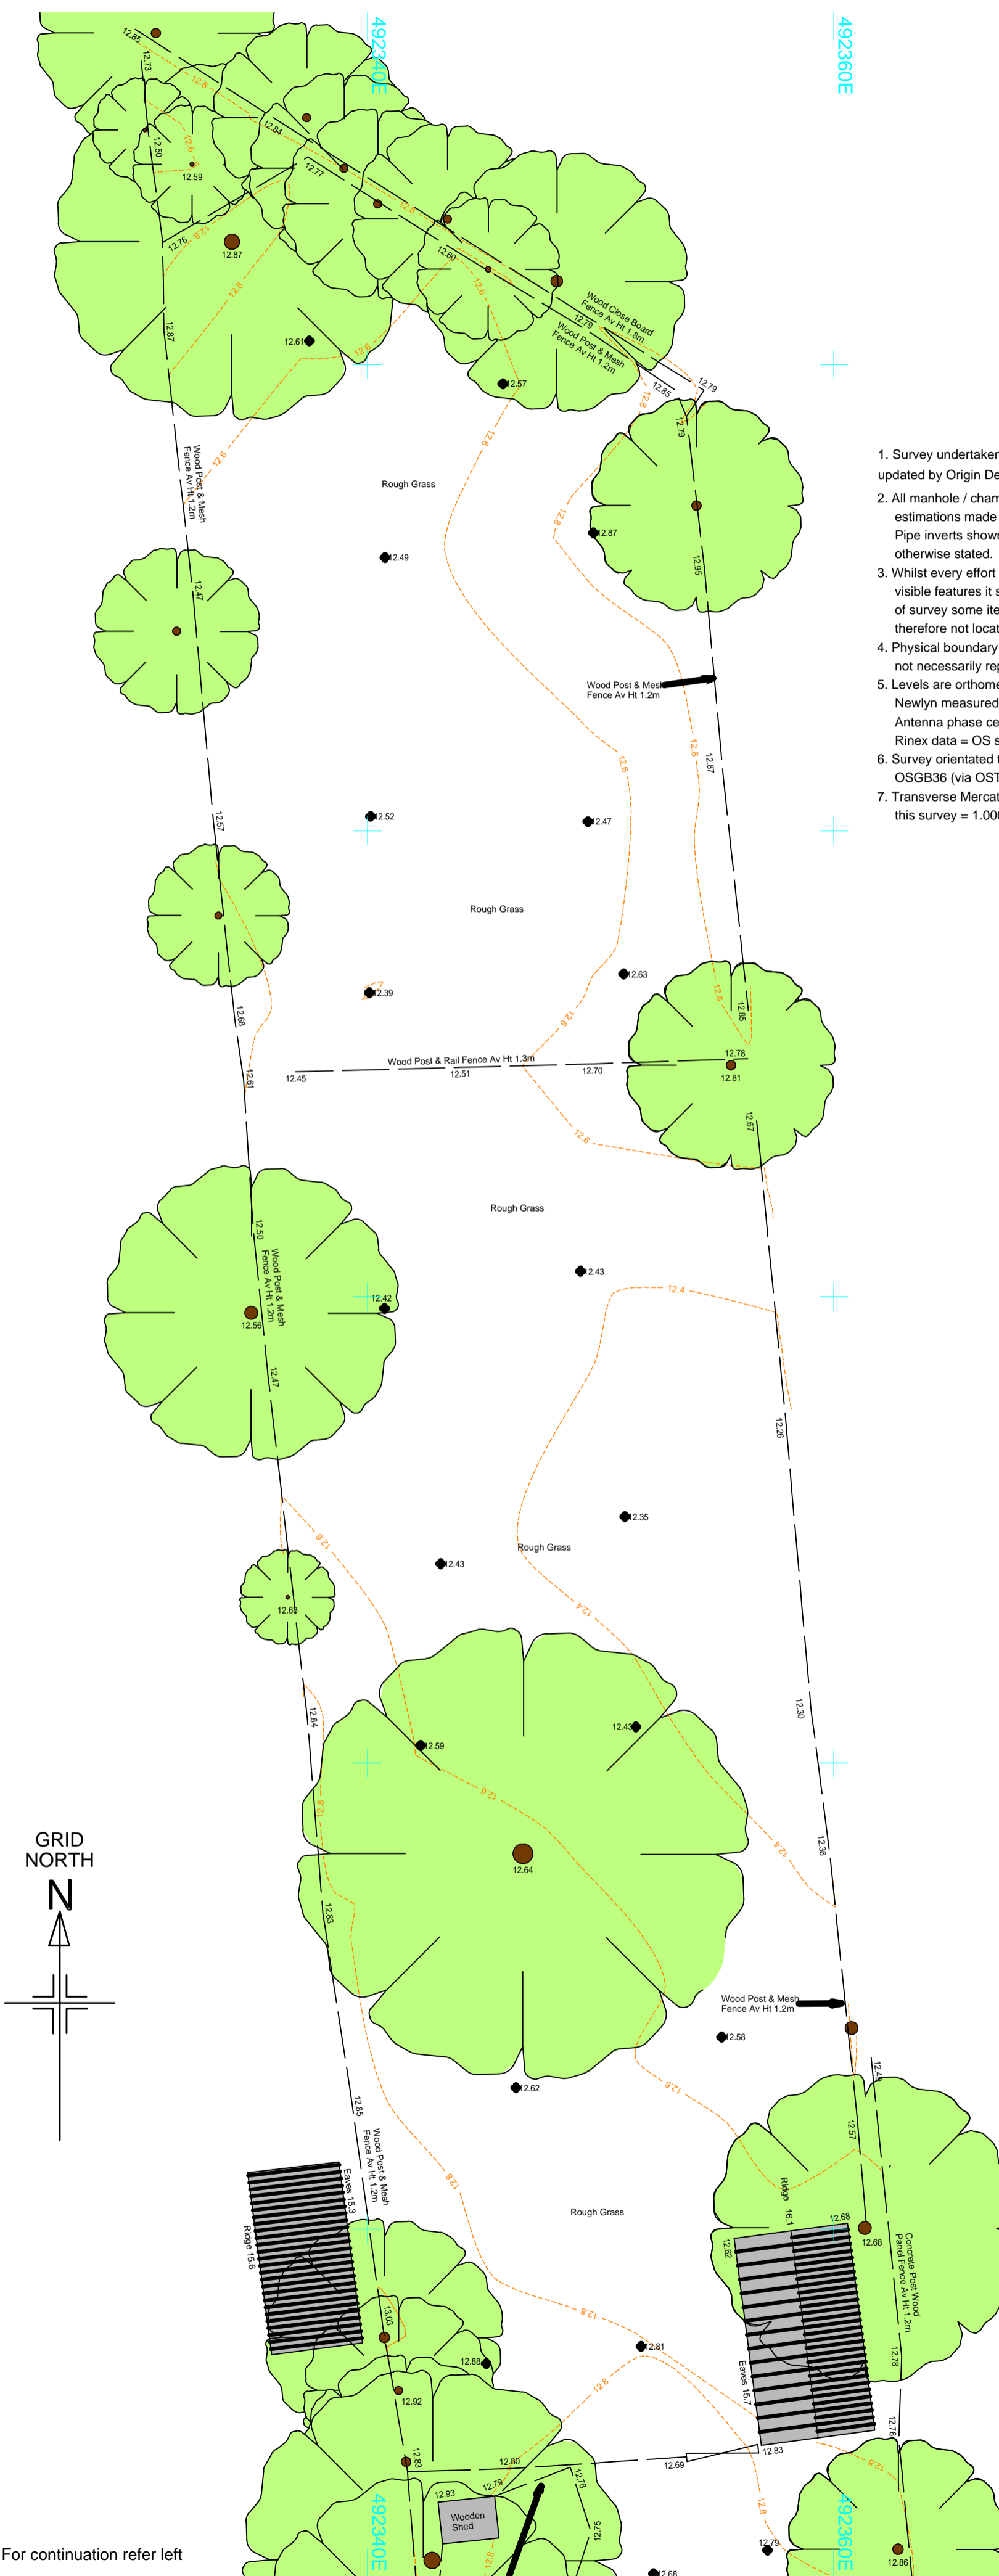 492340E
492360E
12.85
12.73
12.8
12.84
12.50
12.6
12.59
12.77
12.76
12.8
12.87
12.8
12.8
12.60
12.6
Wood Close Board
Fence Av Ht 1.8m
12.79
Wood Post & Mesh
Fence Av Ht 1.2m
12.87
12.61
12.6
12.57
12.85
12.79
12.8
12.79
12.6
12.6
Wood Post & Mesh
Fence Av Ht 1.2m
Rough Grass
12.8
12.87
12.49
12.95
12.47
1. Survey undertaken
updated by Origin De
2. All manhole / cham
estimations made
Pipe inverts shown
otherwise stated.
3. Whilst every effort
visible features it s
of survey some ite
therefore not locat
4. Physical boundary
not necessarily rep
5. Levels are orthome
Newlyn measured
Antenna phase ce
Rinex data = OS s
6. Survey orientated t
OSGB36 (via OST
7. Transverse Mercat
this survey = 1.000
Wood Post & Mesh
Fence Av Ht 1.2m
12.8
12.87
12.6
12.57
12.52
12.47
Rough Grass
12.63
12.39
12.68
12.8
12.85
12.6
12.61
Wood Post & Rail Fence Av Ht 1.3m
12.45
12.51
12.70
12.78
12.81
12.67
12.6
Rough Grass
12.50
Wood Post & Mesh
Fence Av Ht 1.2m
12.43
12.4
12.42
12.56
12.47
12.26
12.35
12.6
Rough Grass
12.43
12.63
12.4
12.84
12.30
12.43
12.59
12.6
12.8
12.4
12.36
GRID
NORTH
N
12.64
12.83
Wood Post & Mesh
Fence Av Ht 1.2m
12.58
12.6
12.62
12.85
12.57
Wood Post & Mesh
Fence Av Ht 1.2m
12.8
Eaves 15.3
Ridge 15.6
Rough Grass
Ridge 16.1
12.68
12.62
12.68
Concrete Post Wood
Panel Fence Av Ht 1.2m
13.03
12.8
12.81
12.88
12.78
12.8
Eaves 15.7
12.92
12.76
12.83
12.80
12.69
12.83
12.8
12.79
12.78
12.93
Wooden
Shed
12.8
12.75
12.8
12.79
12.86
492340E
492360E
12.68
For continuation refer left